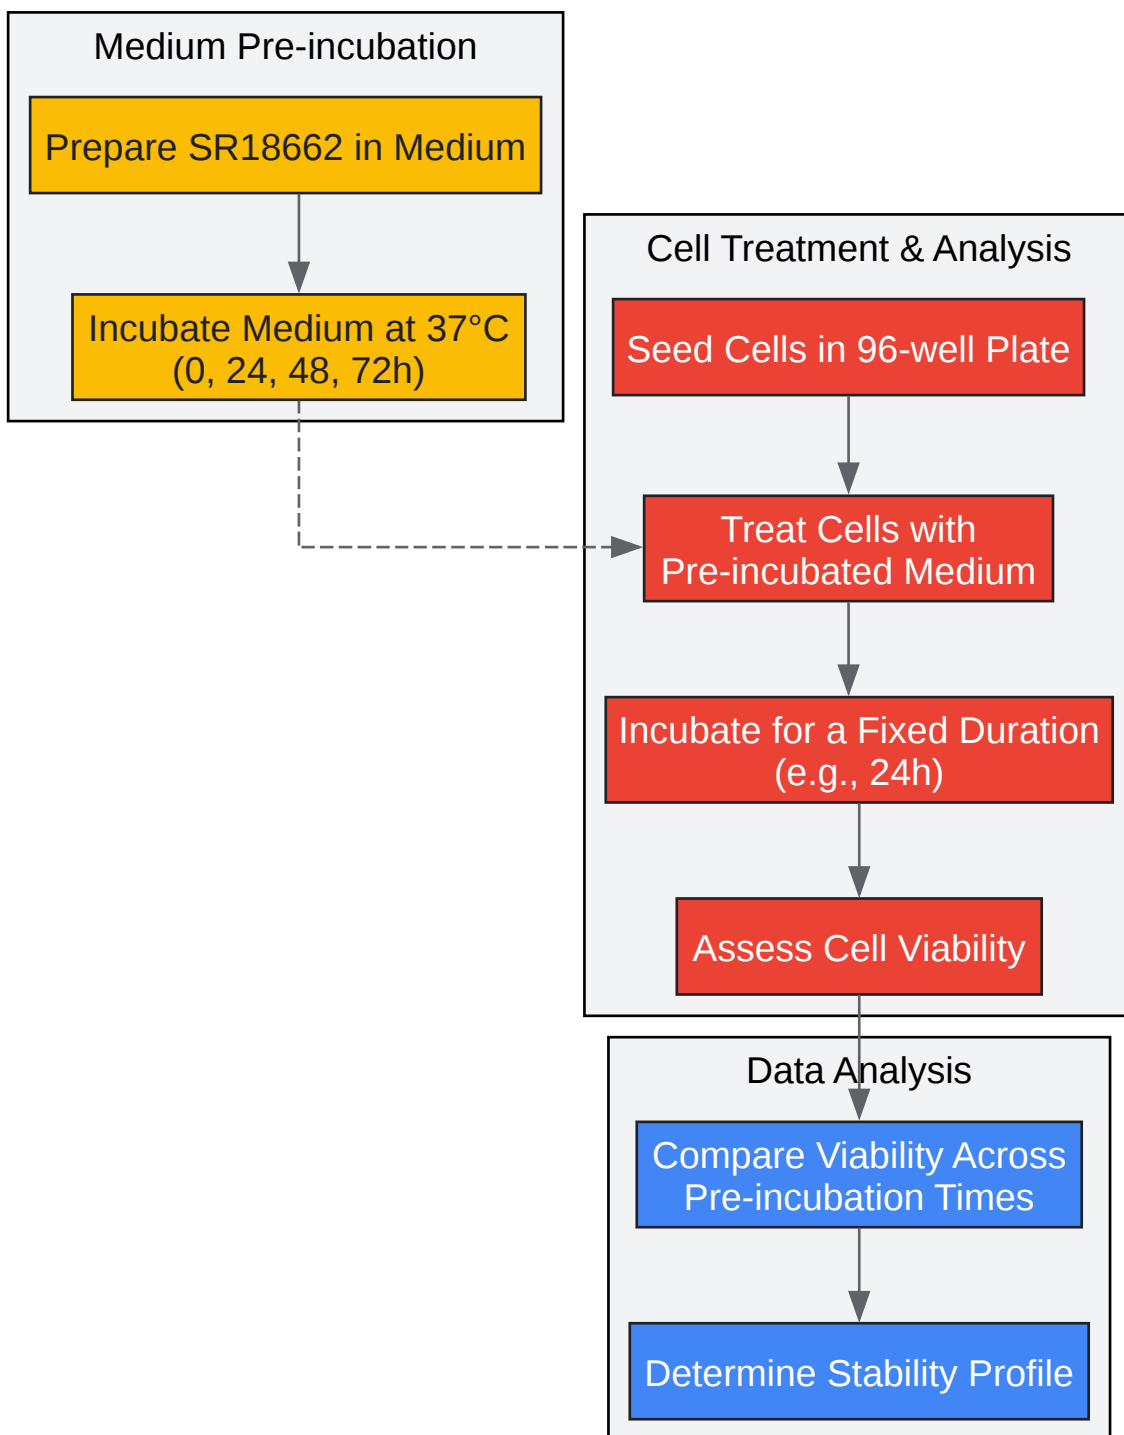 Medium Pre-incubation
Prepare SR18662 in Medium
Incubate Medium at 37°C
(0, 24, 48, 72h)
Cell Treatment & Analysis
Seed Cells in 96-well Plate
Treat Cells with
Pre-incubated Medium
Incubate for a Fixed Duration
(e.g., 24h)
Assess Cell Viability
Data Analysis
Compare Viability Across
Pre-incubation Times
Determine Stability Profile